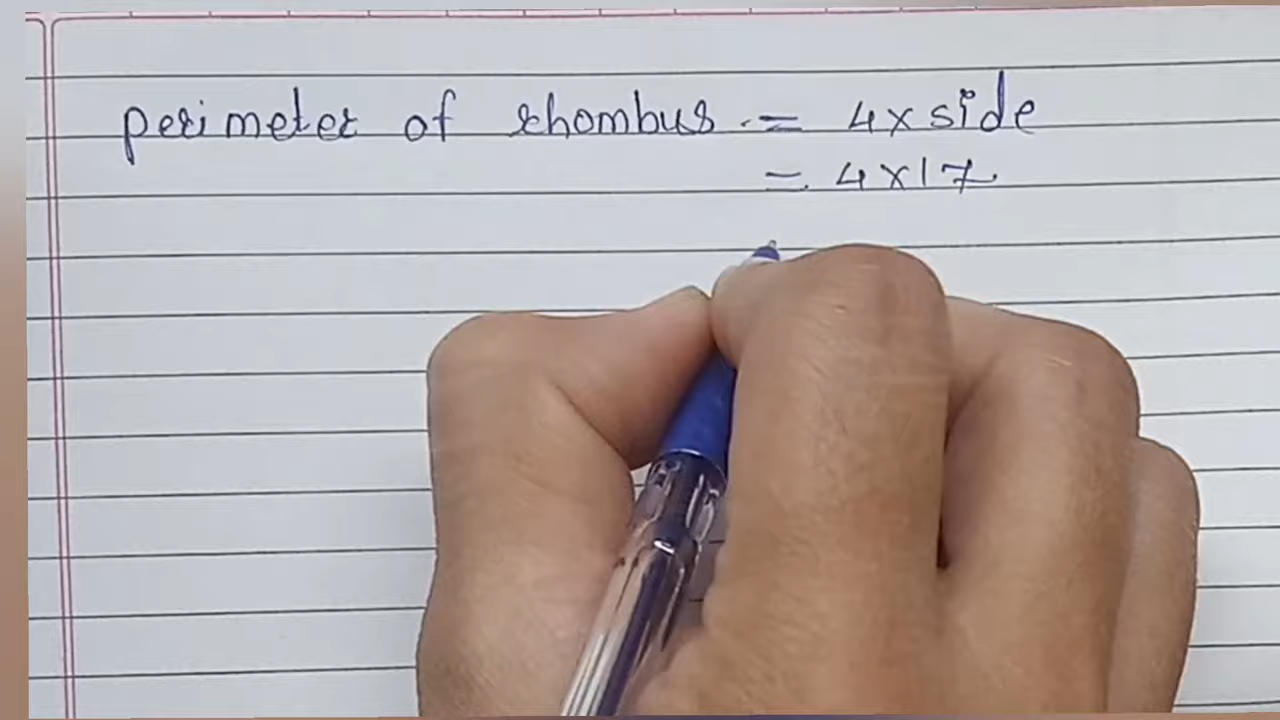 perimeter of rhombus = 4×side
= 4×17